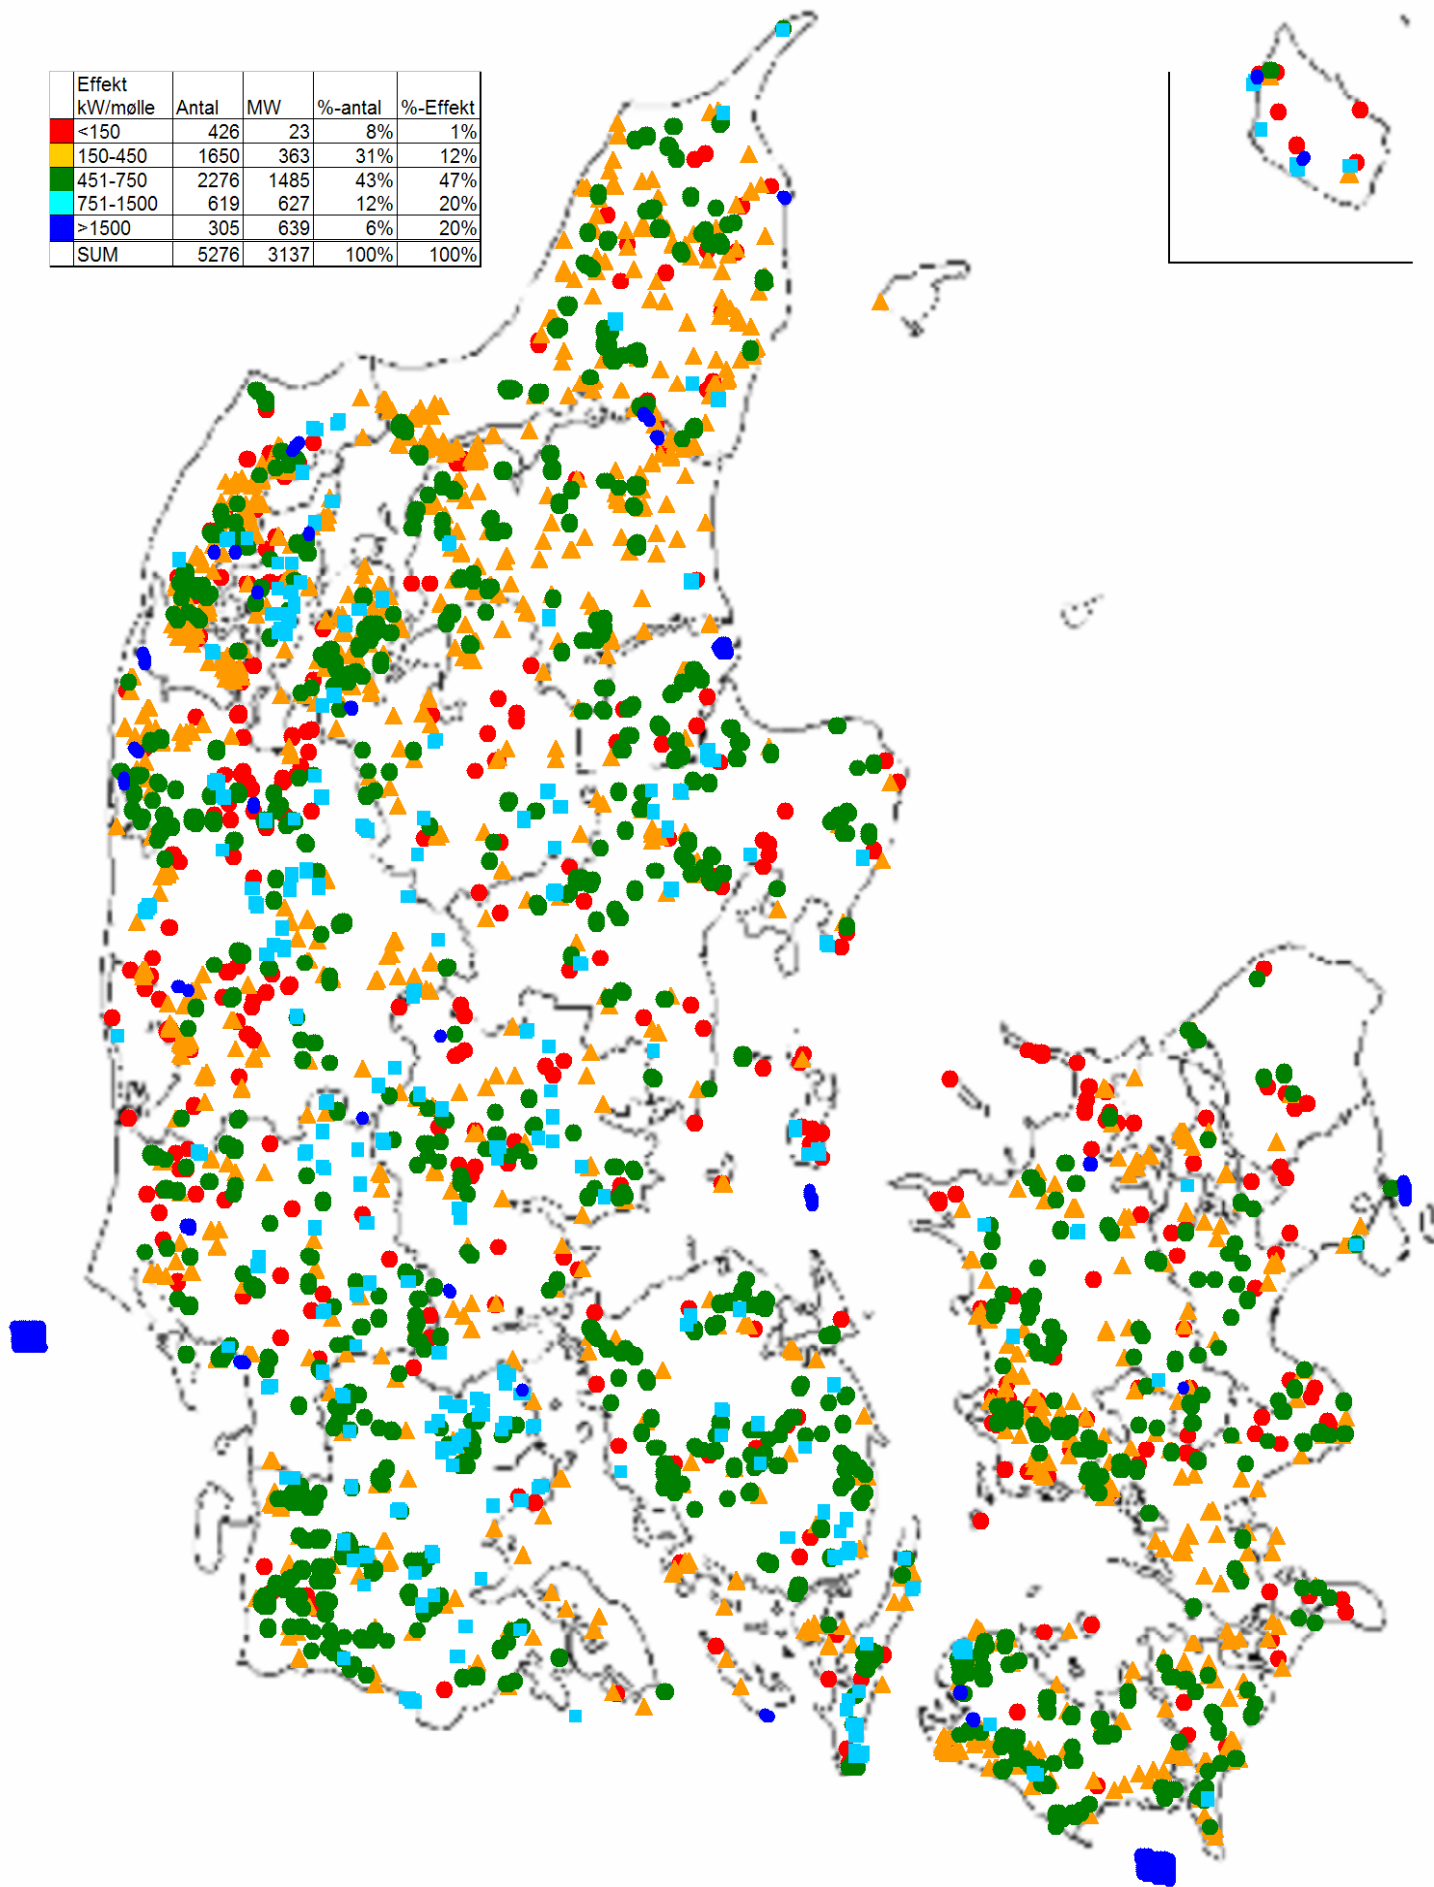 Effekt
kW/mølle Antal MW %-antal %-Effekt
<150 426 23 8% 1%
150-450 1650 363 31% 12%
451-750 2276 1485 43% 47%
751-1500 619 627 12% 20%
>1500 305 639 6% 20%
SUM 5276 3137 100% 100%